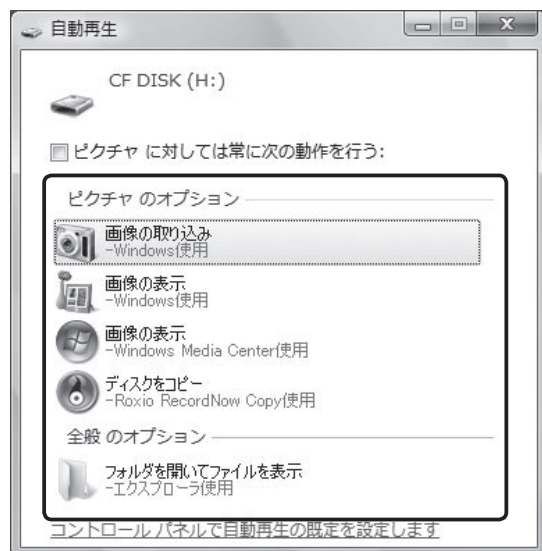 自動再生
CF DISK (H:)
ピクチャ に対しては常に次の動作を行う:
ピクチャ のオプション
画像の取り込み
-Windows使用
画像の表示
-Windows使用
画像の表示
-Windows Media Center使用
ディスクをコピー
-Roxio RecordNow Copy使用
全般 のオプション
フォルダを開いてファイルを表示
-エクスプローラ使用
コントロール パネルで自動再生の既定を設定します